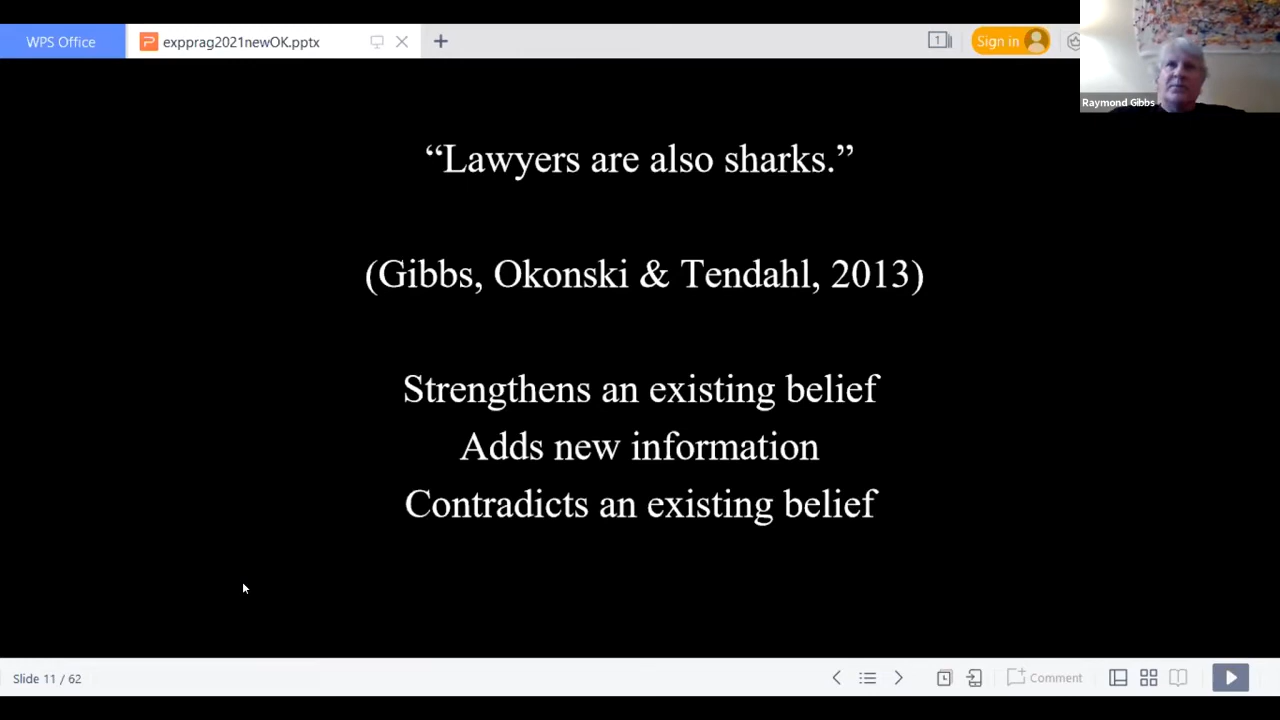 WPS Office
expprag2021newOK.pptx
1
Sign in
Raymond Gibbs
“Lawyers are also sharks.”
(Gibbs, Okonski & Tendahl, 2013)
Strengthens an existing belief
Adds new information
Contradicts an existing belief
Slide 11 / 62
Comment